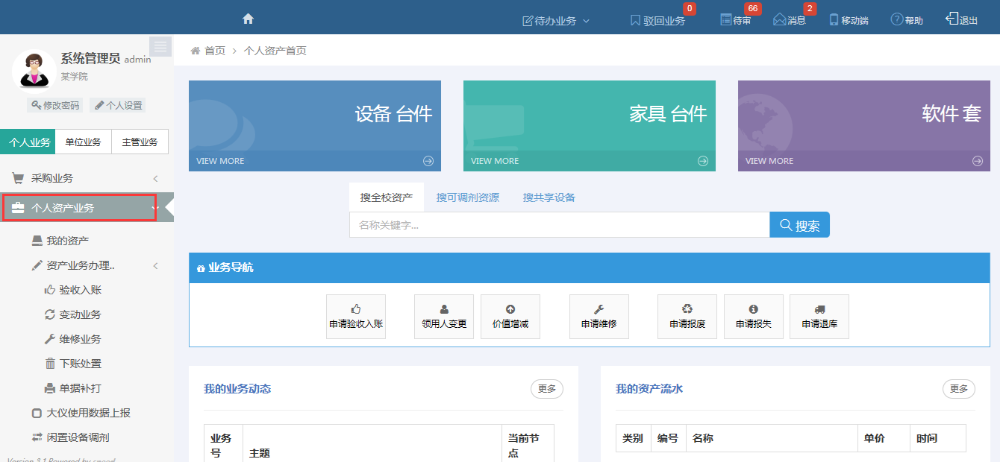 待办业务
驳回业务
0
待审
66
消息
2
移动端
帮助
退出
系统管理员 admin
某学院
修改密码
个人设置
个人业务
单位业务
主管业务
采购业务
个人资产业务
我的资产
资产业务办理..
验收入账
变动业务
维修业务
下账处置
单据补打
大仪使用数据上报
闲置设备调剂
Version 3.1 Powered by speed
首页 > 个人资产首页
设备 台件
VIEW MORE
家具 台件
VIEW MORE
软件 套
VIEW MORE
搜全校资产
搜可调剂资源
搜共享设备
名称关键字...
搜索
业务导航
申请验收入账
领用人变更
价值增减
申请维修
申请报废
申请报失
申请退库
我的业务动态
更多
业务号
主题
当前节点
我的资产流水
更多
类别
编号
名称
单价
时间